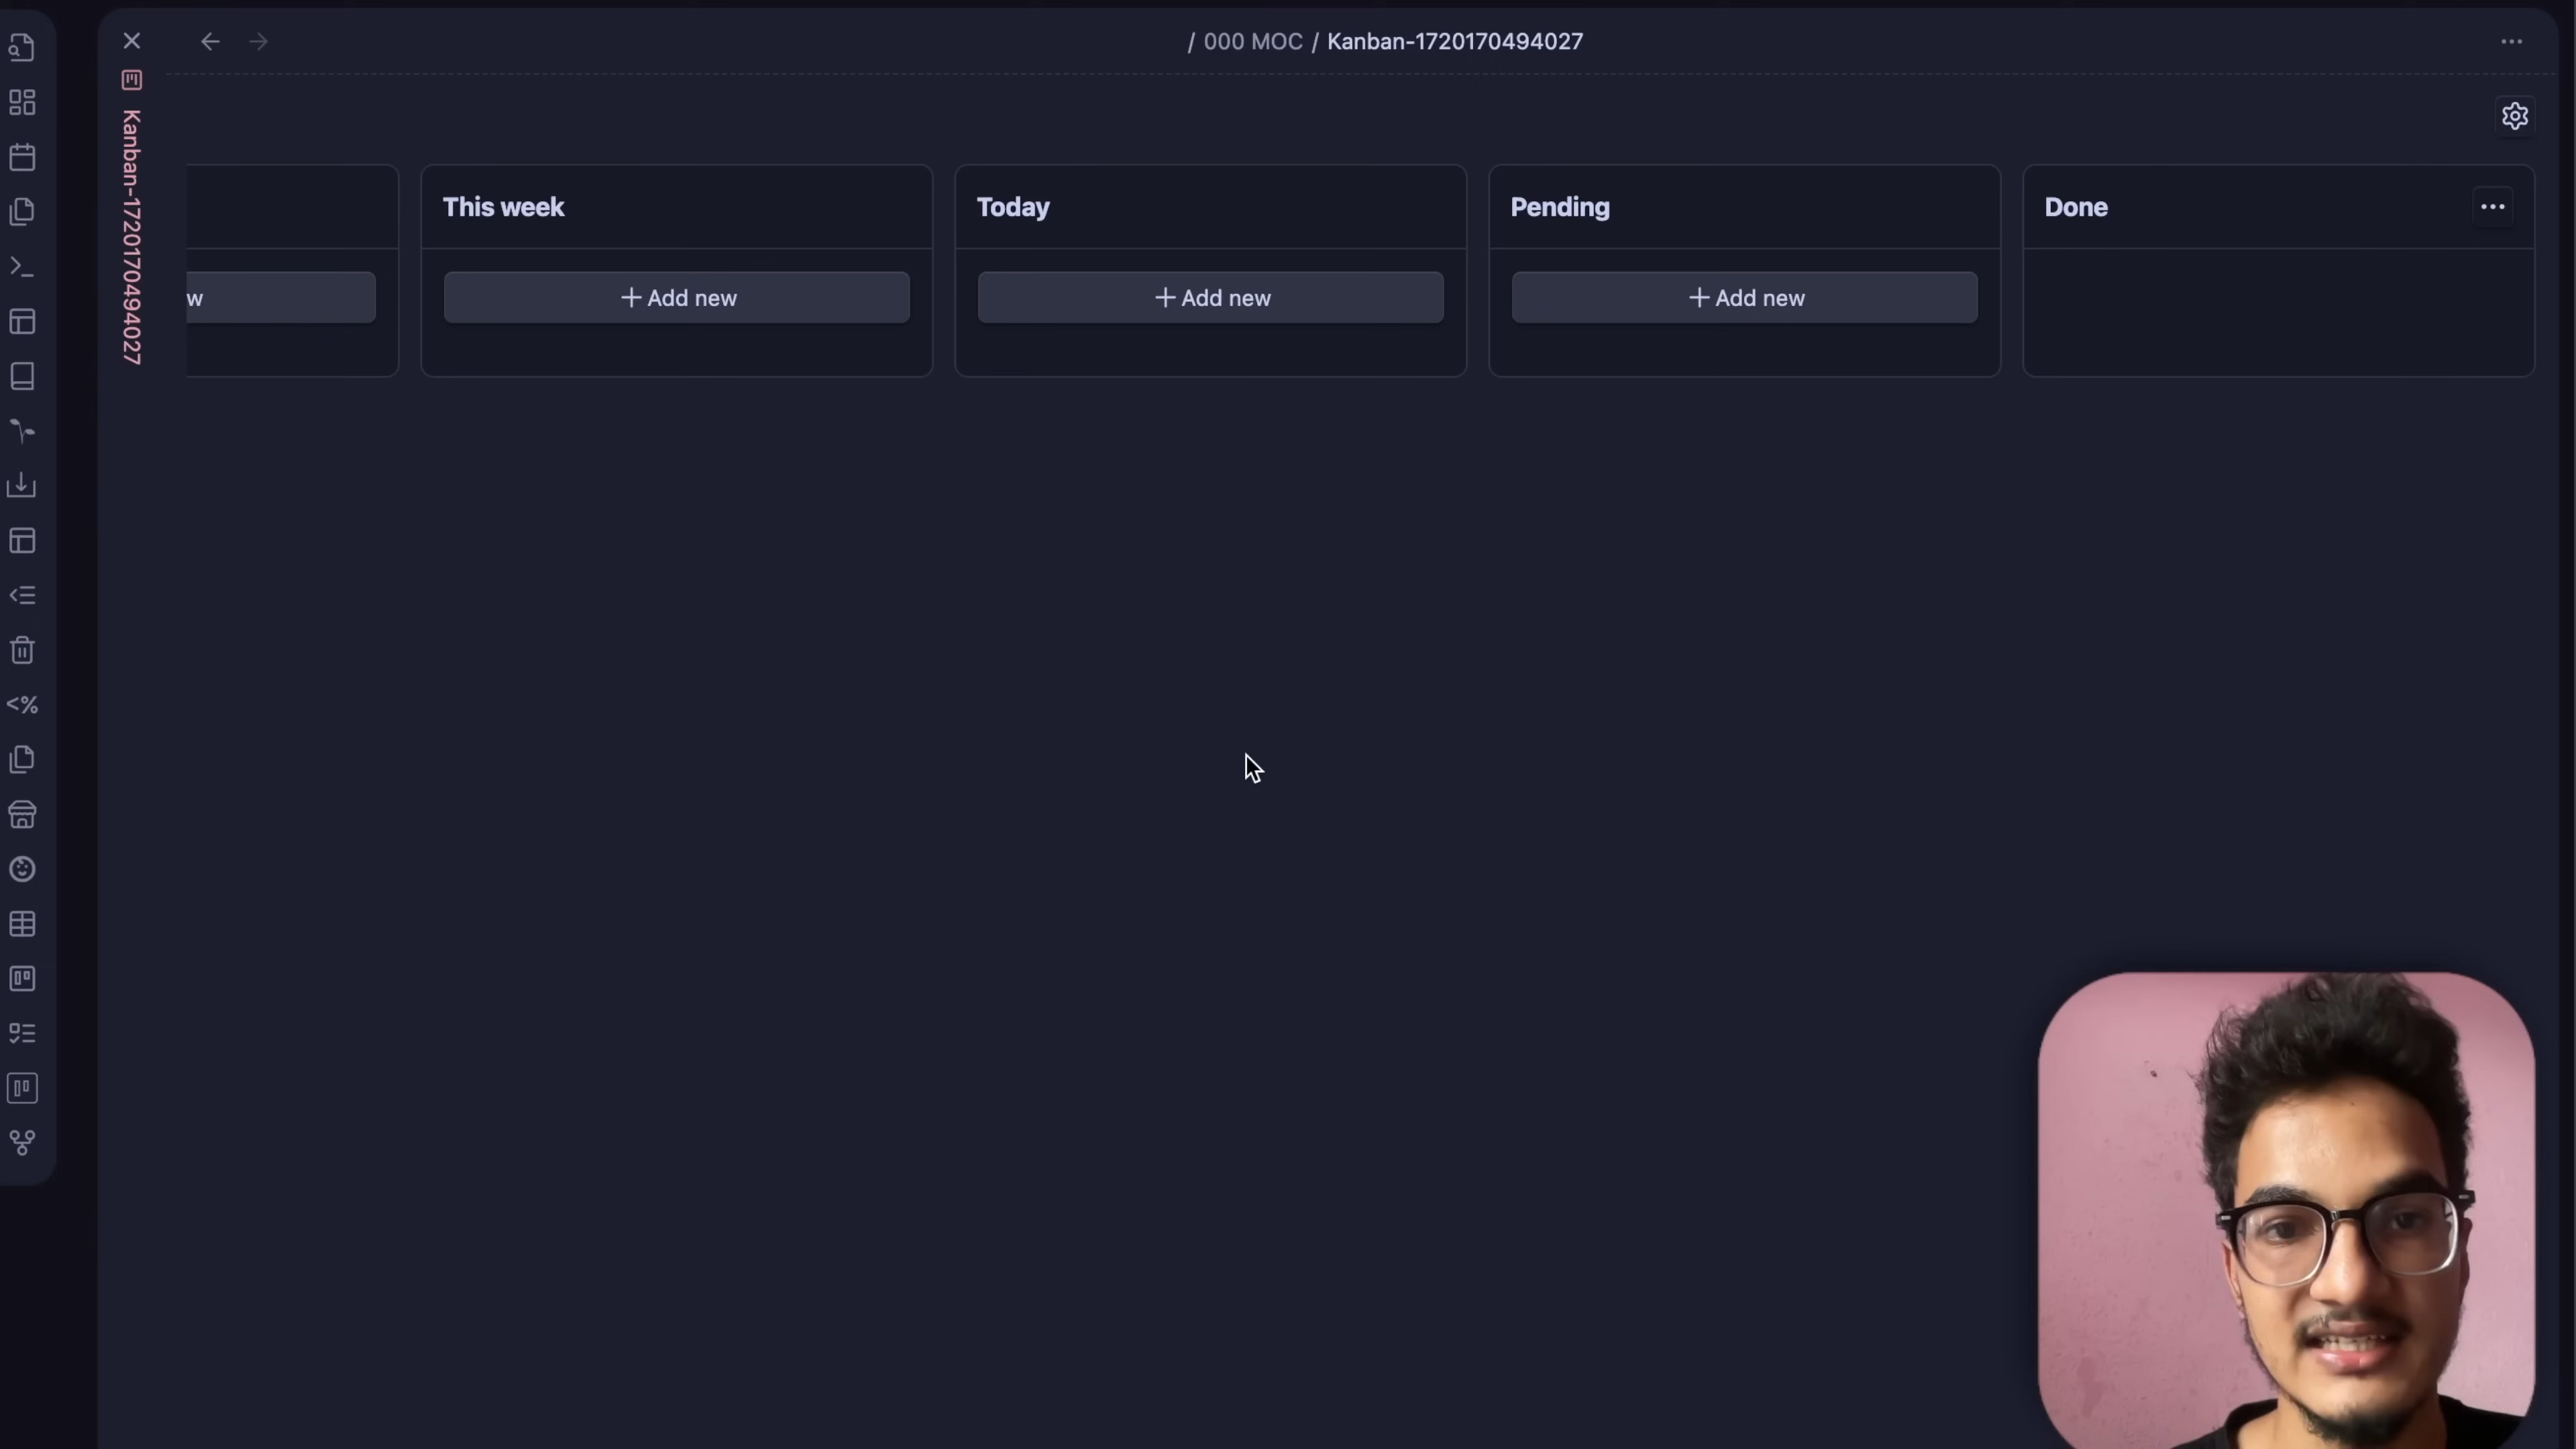 / 000 MOC / Kanban-1720170494027
Kanban-1720170494027
This week
Today
Pending
Done
w
+ Add new
+ Add new
+ Add new
<%